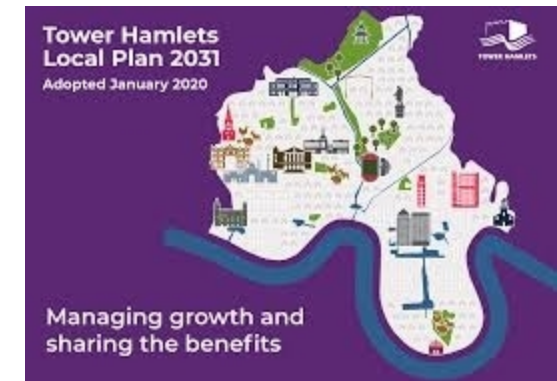 Tower Hamlets
Local Plan 2031
Adopted January 2020
TOWER HAMLETS
Managing growth and
sharing the benefits